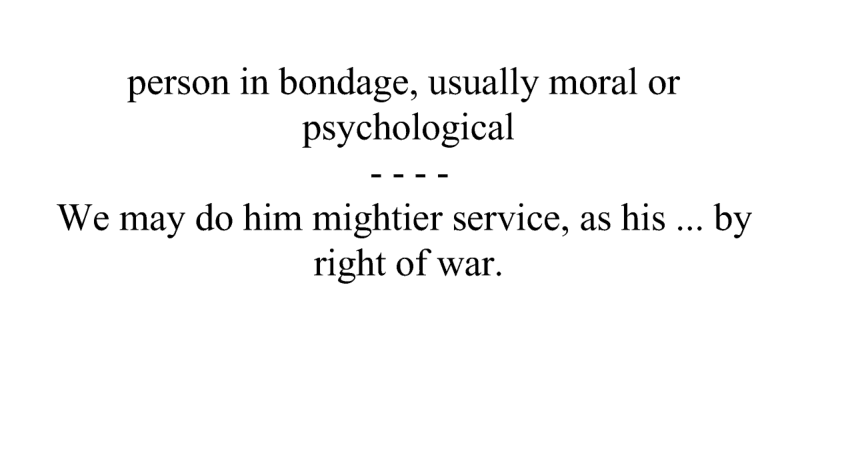 person in bondage, usually moral or
psychological
- - - -
We may do him mightier service, as his ... by
right of war.